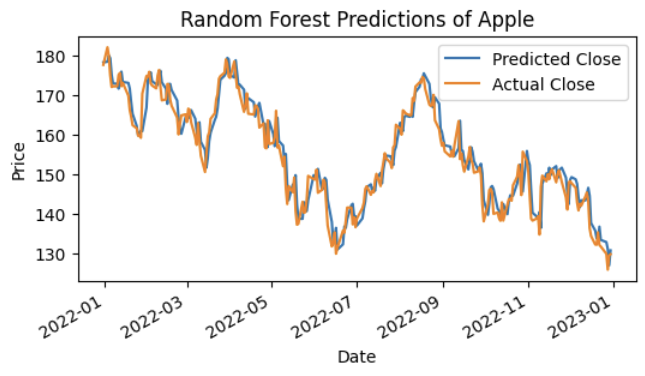 Random Forest Predictions of Apple
Predicted Close
Actual Close
180
170
160
150
140
130
Price
2022-01
2022-03
2022-05
2022-07
2022-09
2022-11
2023-01
Date